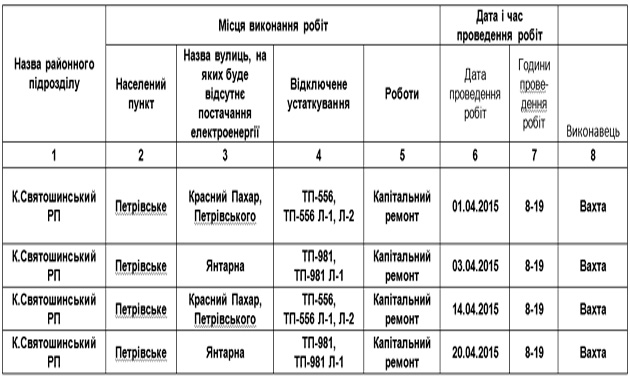 Назва районного
підрозділу
Місця виконання робіт
Дата і час
проведення робіт
Населений
пункт
Назва вулиць, на
яких буде
відсутнє
постачання
електроенергії
Відключене
устаткування
Роботи
Дата
проведення
робіт
Години
прове-
дення
робіт
Виконавець
1 2 3 4 5 6 7 8
К.Святошинський
РП
Петрівське
Красний Пахар,
Петрівського
ТП-556,
ТП-556 Л-1, Л-2
Капітальний
ремонт
01.04.2015
8-19
Вахта
К.Святошинський
РП
Петрівське
Янтарна
ТП-981,
ТП-981 Л-1
Капітальний
ремонт
03.04.2015
8-19
Вахта
К.Святошинський
РП
Петрівське
Красний Пахар,
Петрівського
ТП-556,
ТП-556 Л-1, Л-2
Капітальний
ремонт
14.04.2015
8-19
Вахта
К.Святошинський
РП
Петрівське
Янтарна
ТП-981,
ТП-981 Л-1
Капітальний
ремонт
20.04.2015
8-19
Вахта